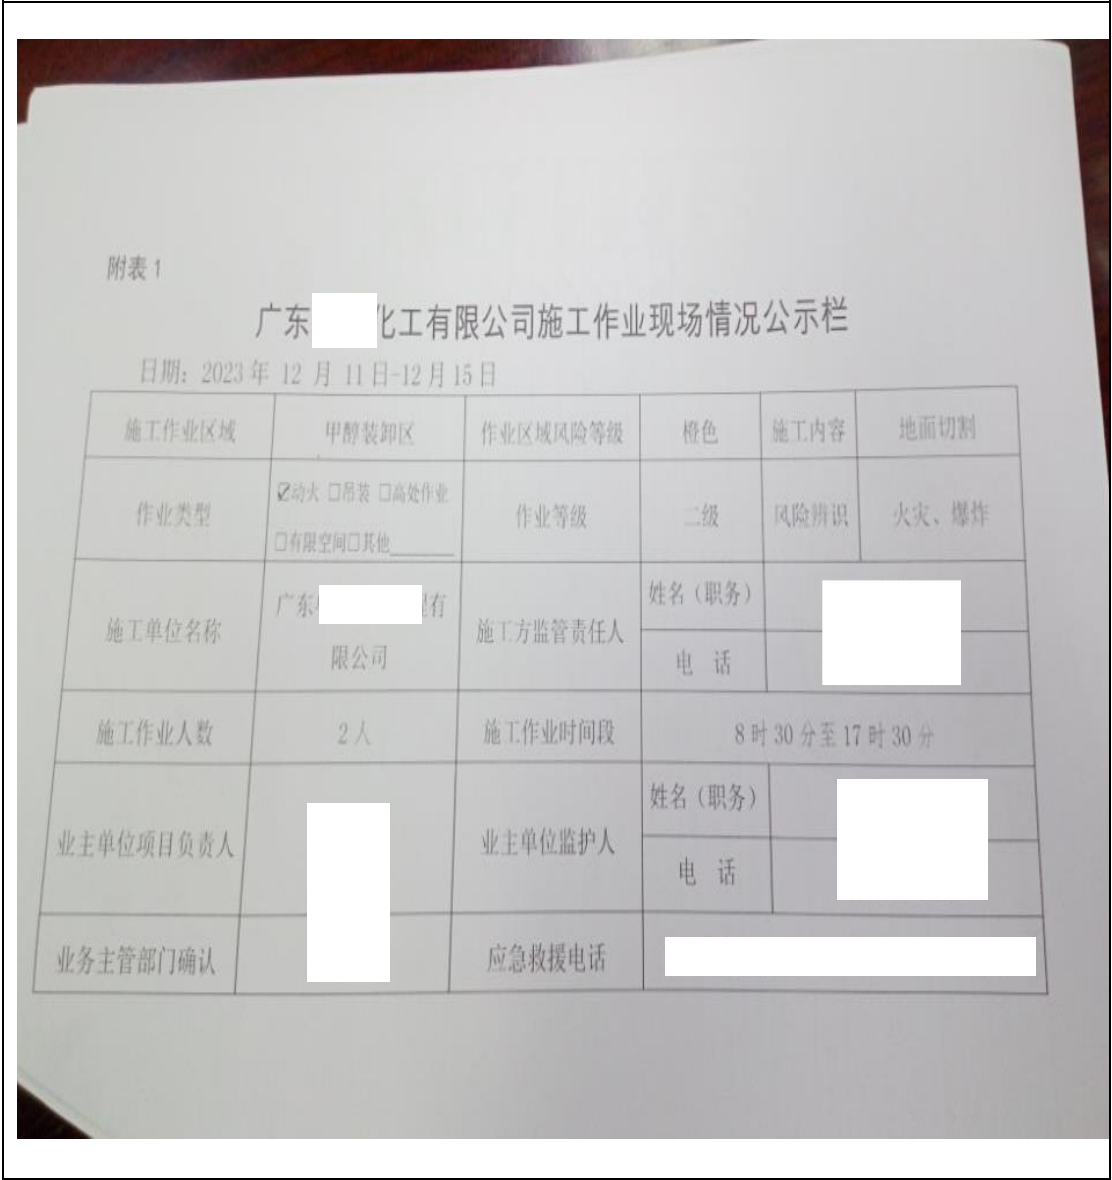 附表 1
广东 化工有限公司施工作业现场情况公示栏
日期：2023 年 12 月 11 日-12 月 15 日
施工作业区域 甲醇装卸区 作业区域风险等级 橙色 施工内容 地面切割
作业类型 ☑动火 □吊装 □高处作业 □有限空间□其他 作业等级 二级 风险辨识 火灾、爆炸
施工单位名称 广东 有限公司 施工方监管责任人 姓名（职务）
电 话
施工作业人数 2 人 施工作业时间段 8 时 30 分至 17 时 30 分
业主单位项目负责人 业主单位监护人 姓名（职务）
电 话
业务主管部门确认 应急救援电话